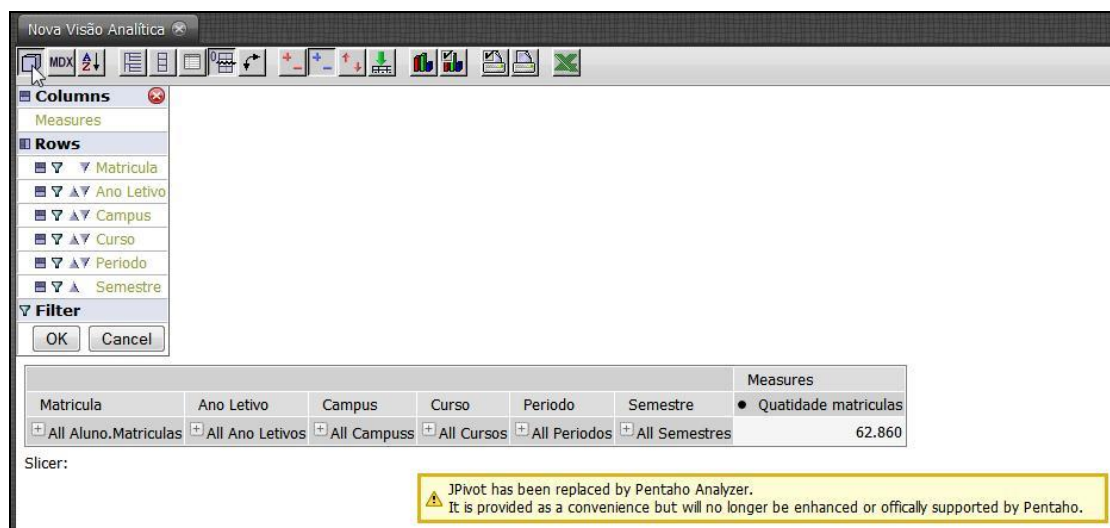 Nova Visão Analítica
MDX
Columns
Measures
Rows
Matricula
Ano Letivo
Campus
Curso
Periodo
Semestre
Filter
OK Cancel
Measures
Matricula Ano Letivo Campus Curso Periodo Semestre Quatidade matriculas
All Aluno.Matriculas All Ano Letivos All Campuss All Cursos All Periodos All Semestres 62.860
Slicer:
JPivot has been replaced by Pentaho Analyzer.
It is provided as a convenience but will no longer be enhanced or offically supported by Pentaho.